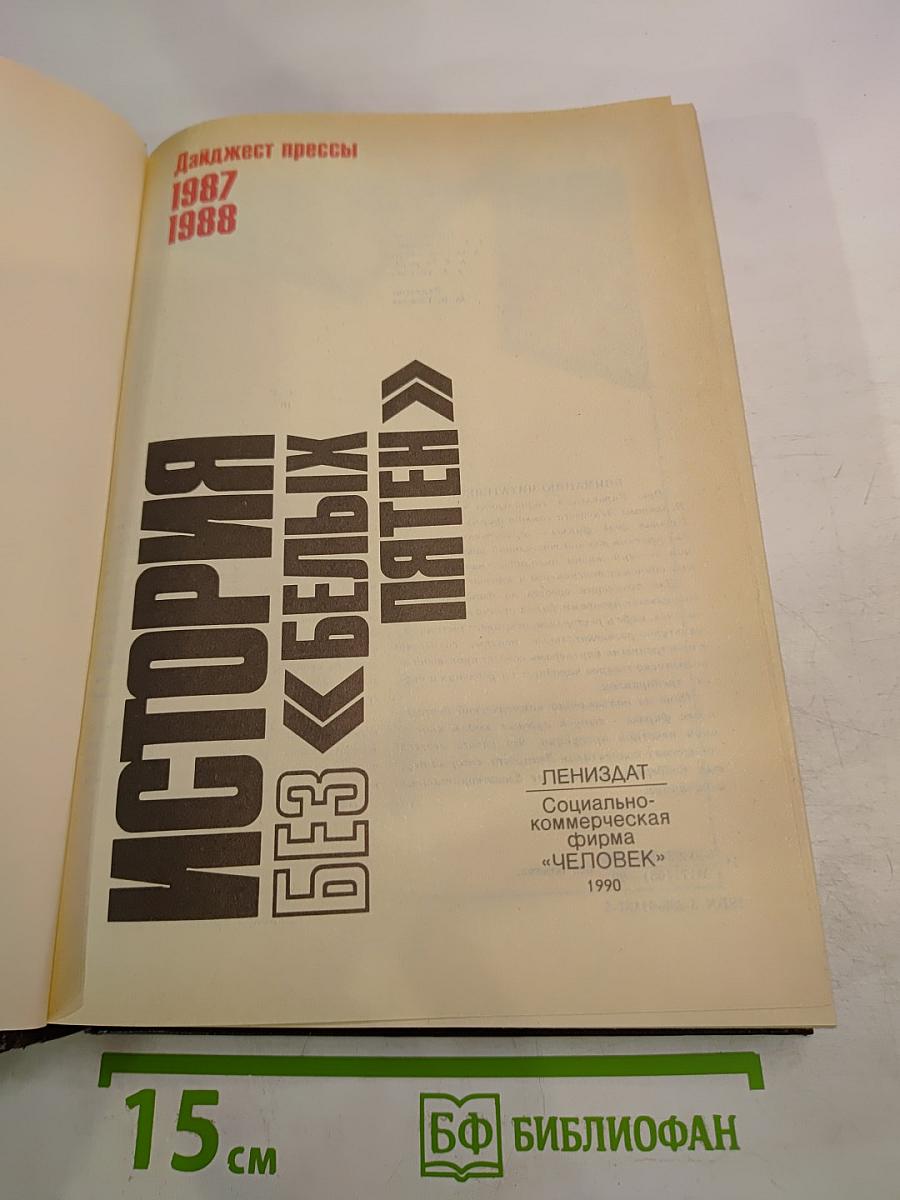 Дайджест прессы
1987
1988
ИСТОРИЯ
БЕЗ «БЕЛЫХ
ПЯТЕН»
ЛЕНИЗДАТ
Социально-
коммерческая
фирма
«ЧЕЛОВЕК»
1990
15 см
БФ БИБЛИОФАН